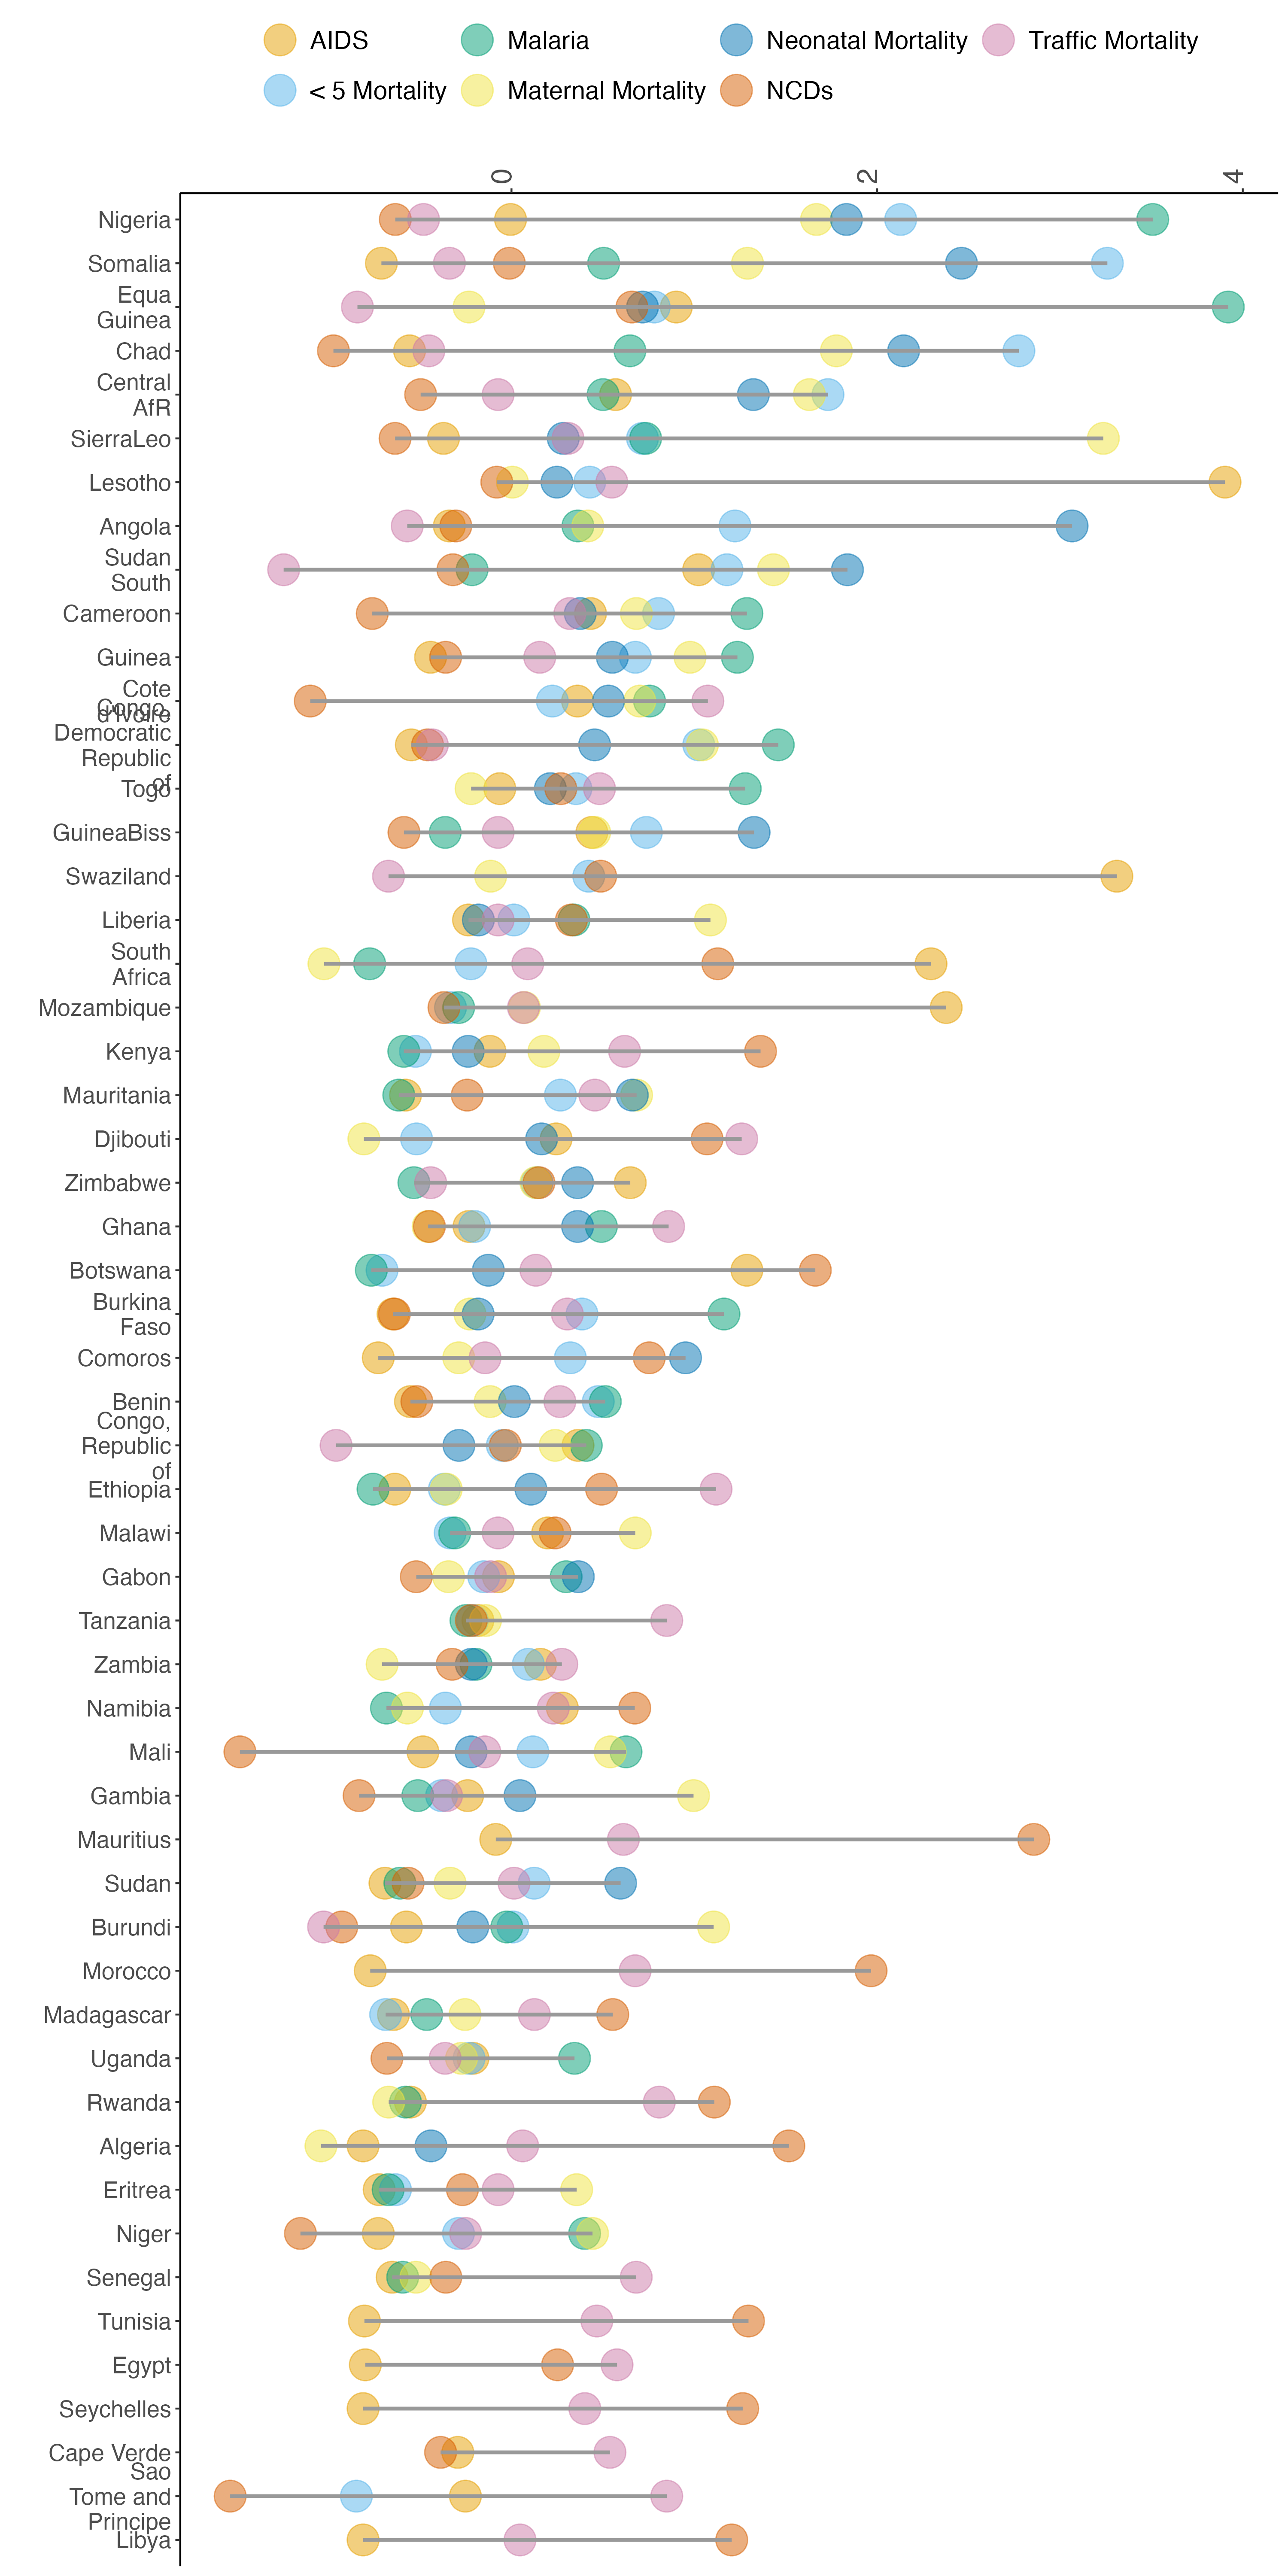 AIDS Malaria Neonatal Mortality Traffic Mortality
< 5 Mortality Maternal Mortality NCDs
0 2 4
Nigeria
Somalia
Equa
Guinea
Chad
Central
AfR
SierraLeo
Lesotho
Angola
Sudan
South
Cameroon
Guinea
Cote
d'Ivoire
Congo,
Democratic
Republic
of
Togo
GuineaBiss
Swaziland
Liberia
South
Africa
Mozambique
Kenya
Mauritania
Djibouti
Zimbabwe
Ghana
Botswana
Burkina
Faso
Comoros
Benin
Congo,
Republic
of
Ethiopia
Malawi
Gabon
Tanzania
Zambia
Namibia
Mali
Gambia
Mauritius
Sudan
Burundi
Morocco
Madagascar
Uganda
Rwanda
Algeria
Eritrea
Niger
Senegal
Tunisia
Egypt
Seychelles
Cape Verde
Sao
Tome and
Principe
Libya